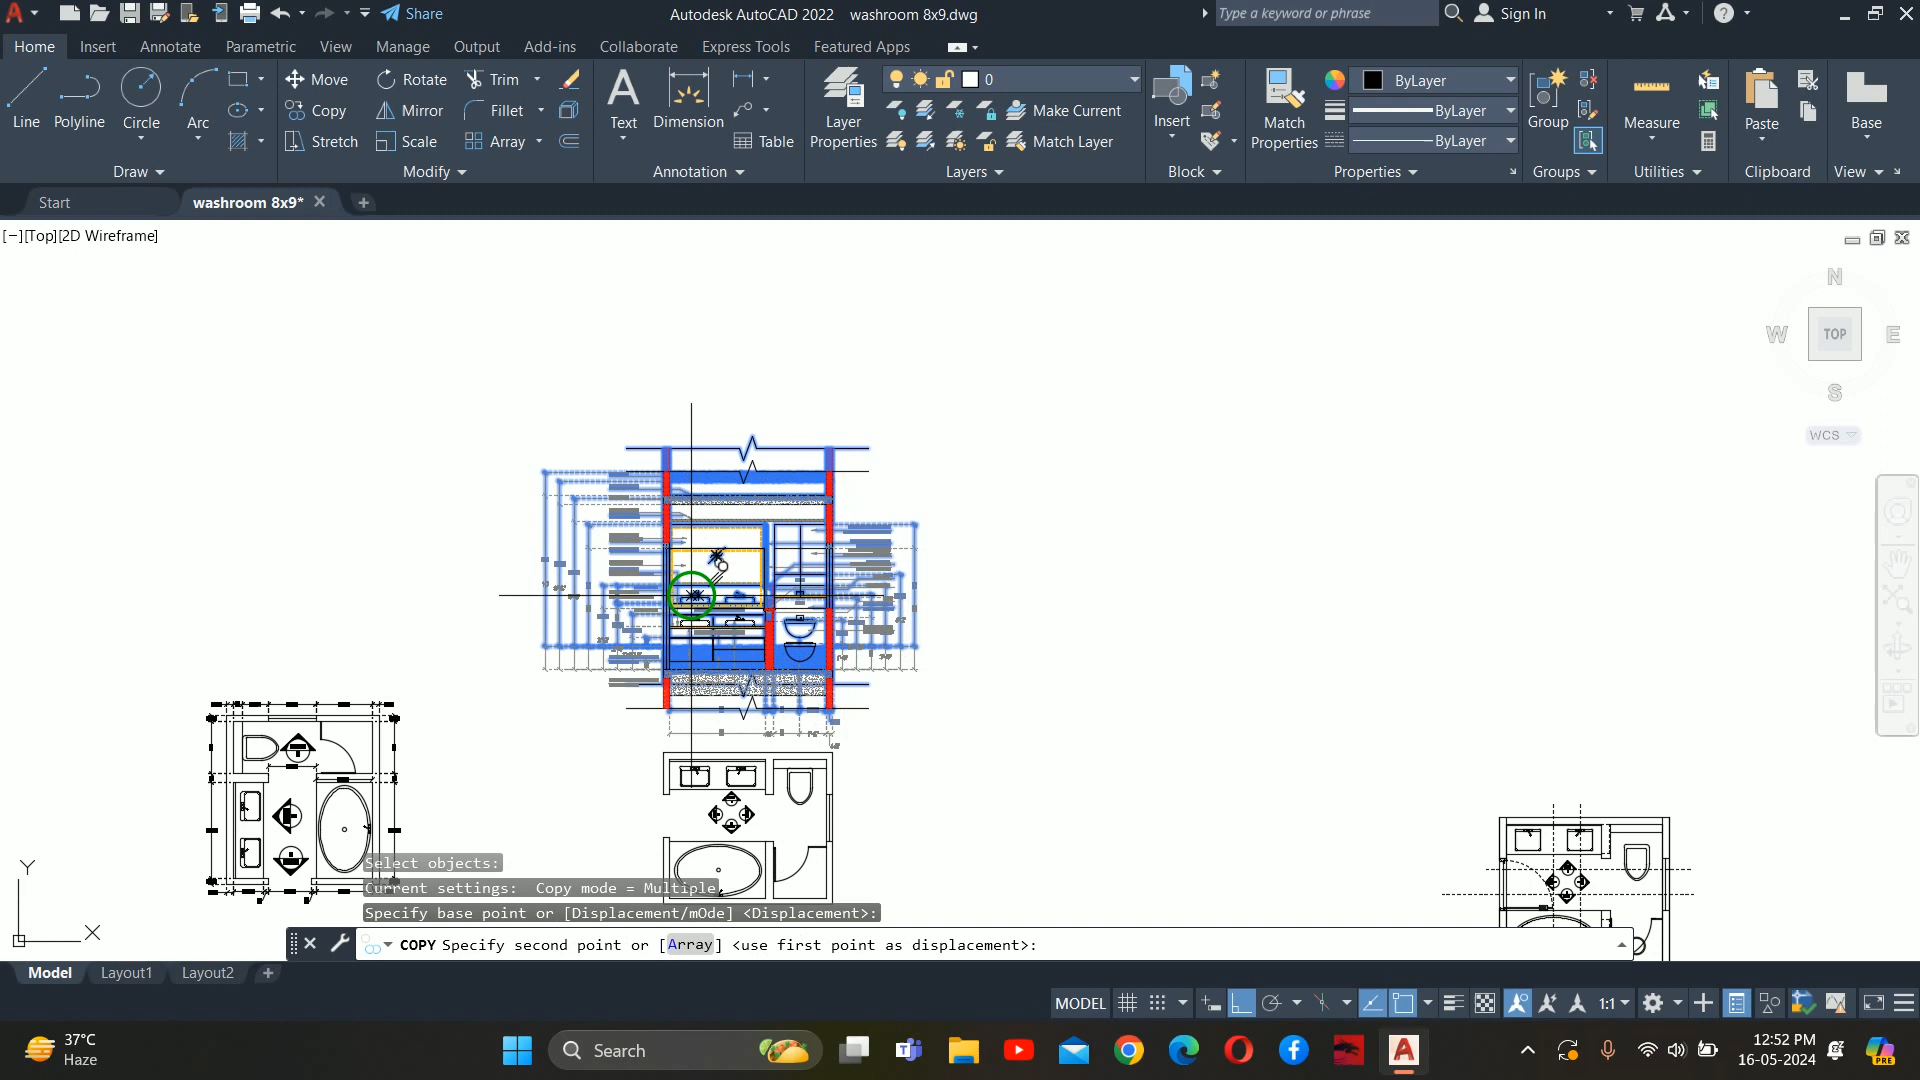 Share
Autodesk AutoCAD 2022 washroom 8x9.dwg
Type a keyword or phrase
Sign In
Home Insert Annotate Parametric View Manage Output Add-ins Collaborate Express Tools Featured Apps
Line Polyline Circle Arc
Move Rotate Trim
Copy Mirror Fillet
Stretch Scale Array
Text Dimension Table
Layer Properties
0
Make Current
Match Layer
Insert
Match Properties
ByLayer
ByLayer
ByLayer
Group
Measure
Paste
Base
Draw Modify Annotation Layers Block Properties Groups Utilities Clipboard View
Start washroom 8x9*
[−][Top][2D Wireframe]
N
W TOP E
S
WCS
Y
X
Select objects:
Current settings: Copy mode = Multiple
Specify base point or [Displacement/mOde] <Displacement>:
COPY Specify second point or [Array] <use first point as displacement>:
Model Layout1 Layout2
MODEL 1:1
37°C
Haze
Search
PRE
12:52 PM
16-05-2024